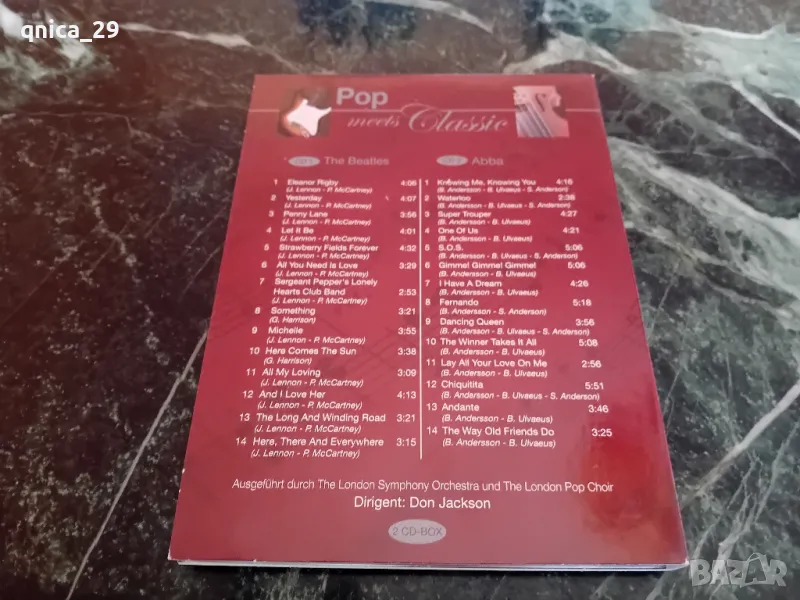 qnica_29
Pop
meets Classic
CD 1 The Beatles
1 Eleanor Rigby 4:08
(J. Lennon - P. McCartney)
2 Yesterday 4:07
(J. Lennon - P. McCartney)
3 Penny Lane 3:56
(J. Lennon - P. McCartney)
4 Let It Be 4:01
(J. Lennon - P. McCartney)
5 Strawberry Fields Forever 4:32
(J. Lennon - P. McCartney)
6 All You Need Is Love 3:29
(J. Lennon - P. McCartney)
7 Sergeant Pepper's Lonely
Hearts Club Band 2:53
(J. Lennon - P. McCartney)
8 Something 3:21
(G. Harrison)
9 Michelle 3:55
(J. Lennon - P. McCartney)
10 Here Comes The Sun 3:38
(G. Harrison)
11 All My Loving 3:09
(J. Lennon - P. McCartney)
12 And I Love Her 4:13
(J. Lennon - P. McCartney)
13 The Long And Winding Road 3:21
(J. Lennon - P. McCartney)
14 Here, There And Everywhere 3:15
(J. Lennon - P. McCartney)
CD 2 Abba
1 Knowing Me, Knowing You 4:16
(B. Andersson - B. Ulvaeus - S. Anderson)
2 Waterloo 2:38
(B. Andersson - B. Ulvaeus - S. Anderson)
3 Super Trouper 4:27
(B. Andersson - B. Ulvaeus)
4 One Of Us 4:21
(B. Andersson - B. Ulvaeus)
5 S.O.S. 5:06
(B. Andersson - B. Ulvaeus - S. Anderson)
6 Gimme! Gimme! Gimme! 5:06
(B. Andersson - B. Ulvaeus)
7 I Have A Dream 4:26
(B. Andersson - B. Ulvaeus)
8 Fernando 5:18
(B. Andersson - S. Anderson)
9 Dancing Queen 3:56
(B. Andersson - B. Ulvaeus - S. Anderson)
10 The Winner Takes It All 5:08
(B. Andersson - B. Ulvaeus)
11 Lay All Your Love On Me 2:56
(B. Andersson - B. Ulvaeus)
12 Chiquitita 5:51
(B. Andersson - B. Ulvaeus - S. Anderson)
13 Andante 3:46
(B. Andersson - B. Ulvaeus)
14 The Way Old Friends Do 3:25
(B. Andersson - B. Ulvaeus)
Ausgeführt durch The London Symphony Orchestra und The London Pop Choir
Dirigent: Don Jackson
2 CD-BOX
BAZAR